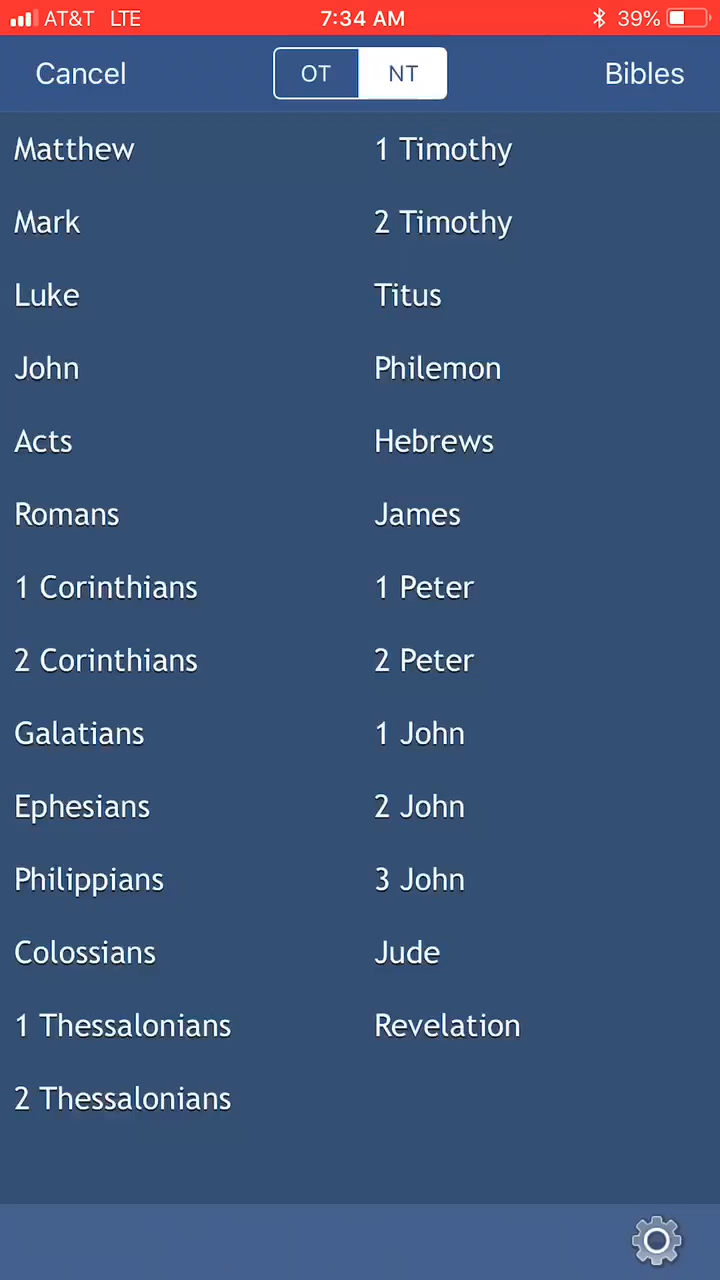 AT&T LTE 7:34 AM 39%
Cancel OT NT Bibles
Matthew
Mark
Luke
John
Acts
Romans
1 Corinthians
2 Corinthians
Galatians
Ephesians
Philippians
Colossians
1 Thessalonians
2 Thessalonians
1 Timothy
2 Timothy
Titus
Philemon
Hebrews
James
1 Peter
2 Peter
1 John
2 John
3 John
Jude
Revelation